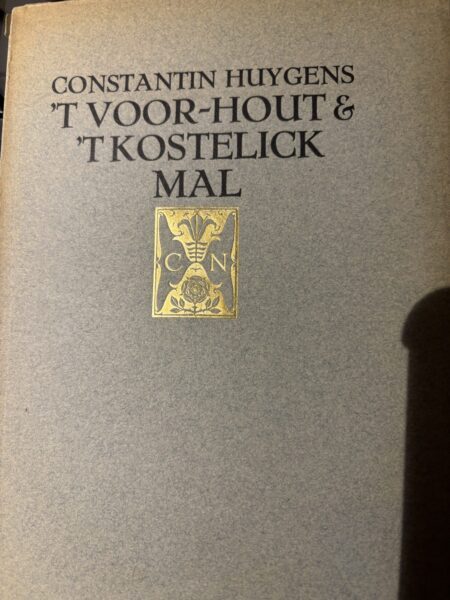 CONSTANTIN HUYGENS
'T VOOR-HOUT &
'T KOSTELICK
MAL
C N